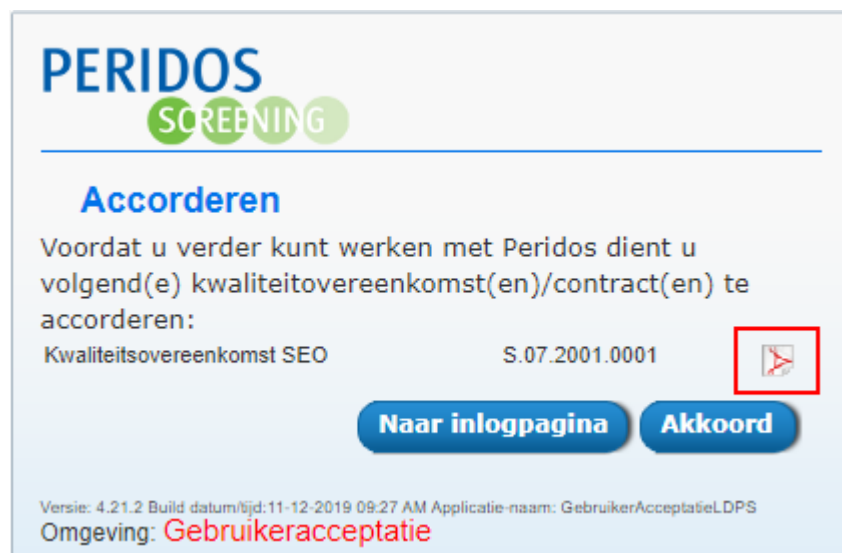 PERIDOS
SCREENING
Accorderen
Voordat u verder kunt werken met Peridos dient u
volgend(e) kwaliteitovereenkomst(en)/contract(en) te
accorderen:
Kwaliteitsovereenkomst SEO S.07.2001.0001
Naar inlogpagina Akkoord
Versie: 4.21.2 Build datum/tijd:11-12-2019 09:27 AM Applicatie-naam: GebruikerAcceptatieLDPS
Omgeving: Gebruikeracceptatie